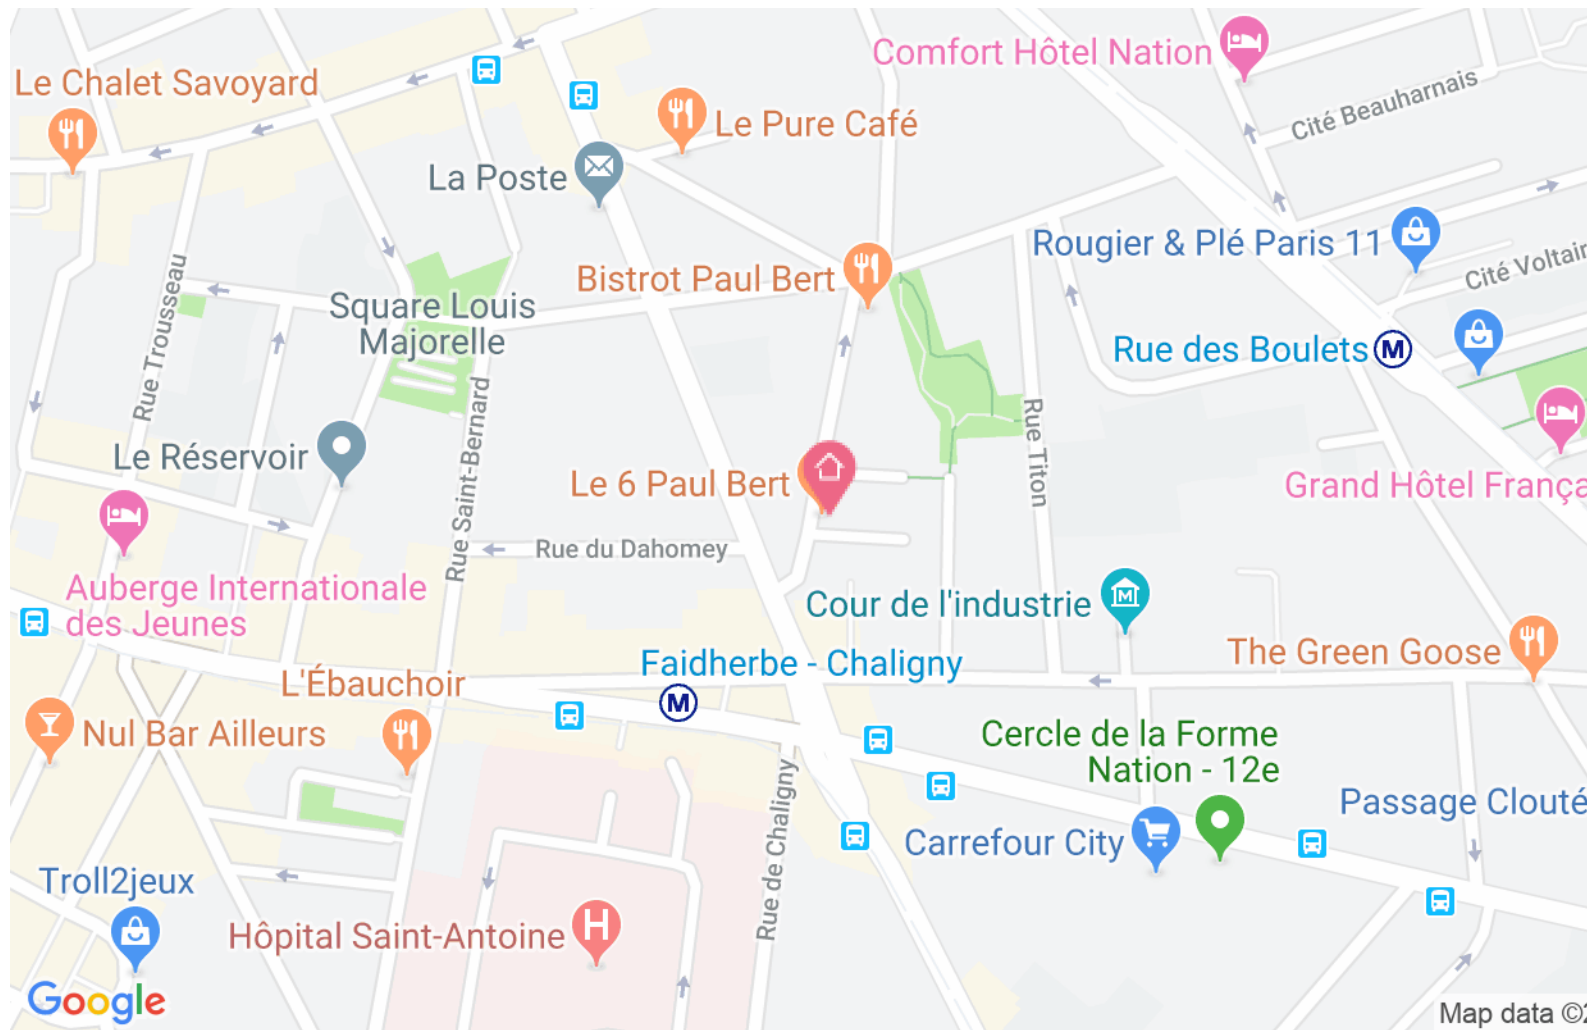 Comfort Hôtel Nation
Le Chalet Savoyard
Cité Beauharnais
Le Pure Café
La Poste
Rougier & Plé Paris 11
Cité Voltair
Bistrot Paul Bert
Rue Trousseau
Square Louis
Majorelle
Rue des Boulets
M
Rue Saint-Bernard
Rue Titon
Le Réservoir
Le 6 Paul Bert
Grand Hôtel França
Rue du Dahomey
Auberge Internationale
des Jeunes
Cour de l'industrie
M
The Green Goose
Faidherbe - Chaligny
M
L'Ébauchoir
Nul Bar Ailleurs
Cercle de la Forme
Nation - 12e
Rue de Chaligny
Passage Clouté
Carrefour City
Troll2jeux
Hôpital Saint-Antoine
H
Google
Map data ©2